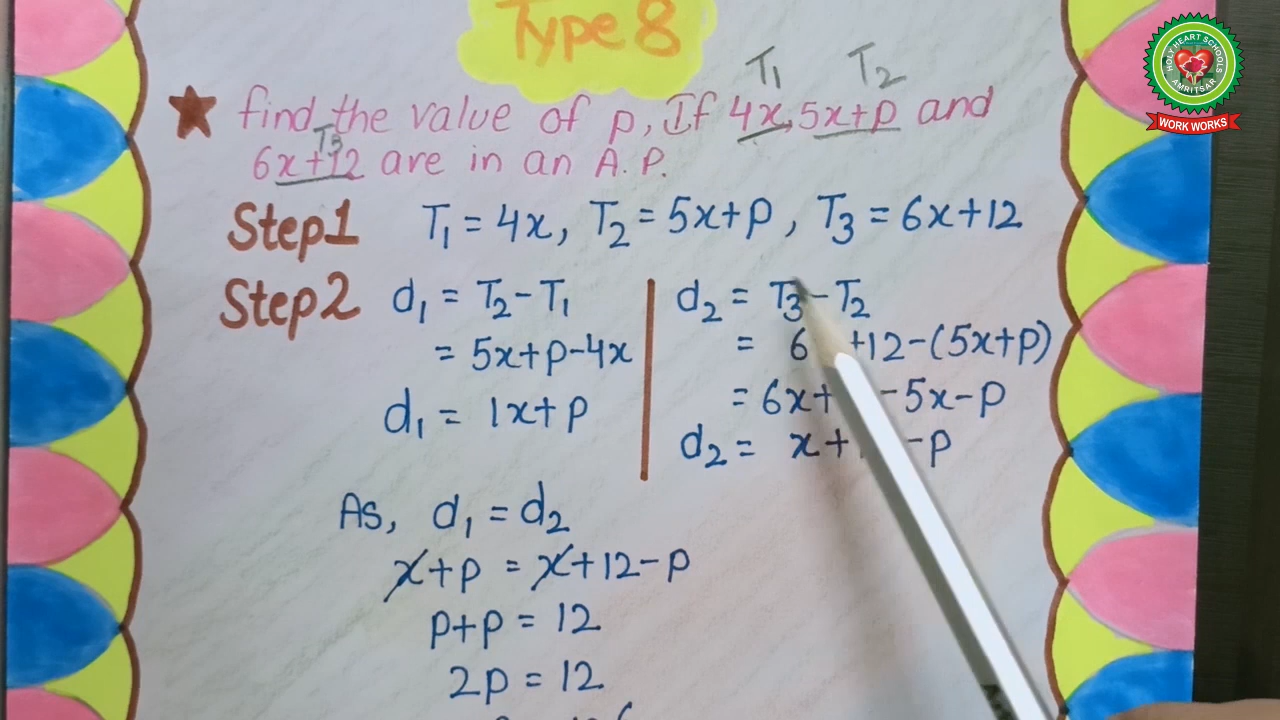 Type 8
T1 T2
find the value of p, If 4x, 5x+p and
T3
6x+12 are in an A.P.
Step1 T1 = 4x, T2 = 5x+p, T3 = 6x+12
Step2 d1 = T2-T1
= 5x+p-4x
d1 = 1x+p
d2 = T3-T2
= 6 +12-(5x+p)
= 6x+ -5x-p
d2 = x+ -p
As, d1 = d2
x+p = x+12-p
p+p = 12
2p = 12
HOLY HEART SCHOOLS
AMRITSAR
WORK WORKS